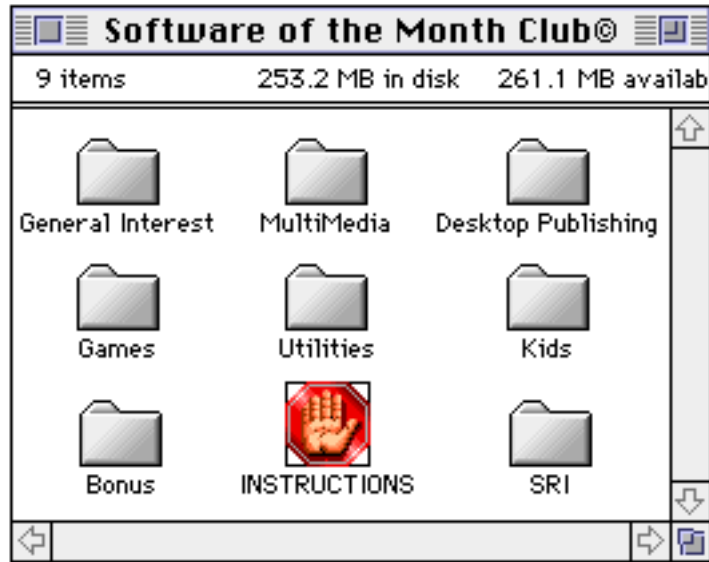 Software of the Month Club©
9 items 253.2 MB in disk 261.1 MB availab
General Interest MultiMedia Desktop Publishing
Games Utilities Kids
Bonus INSTRUCTIONS SRI